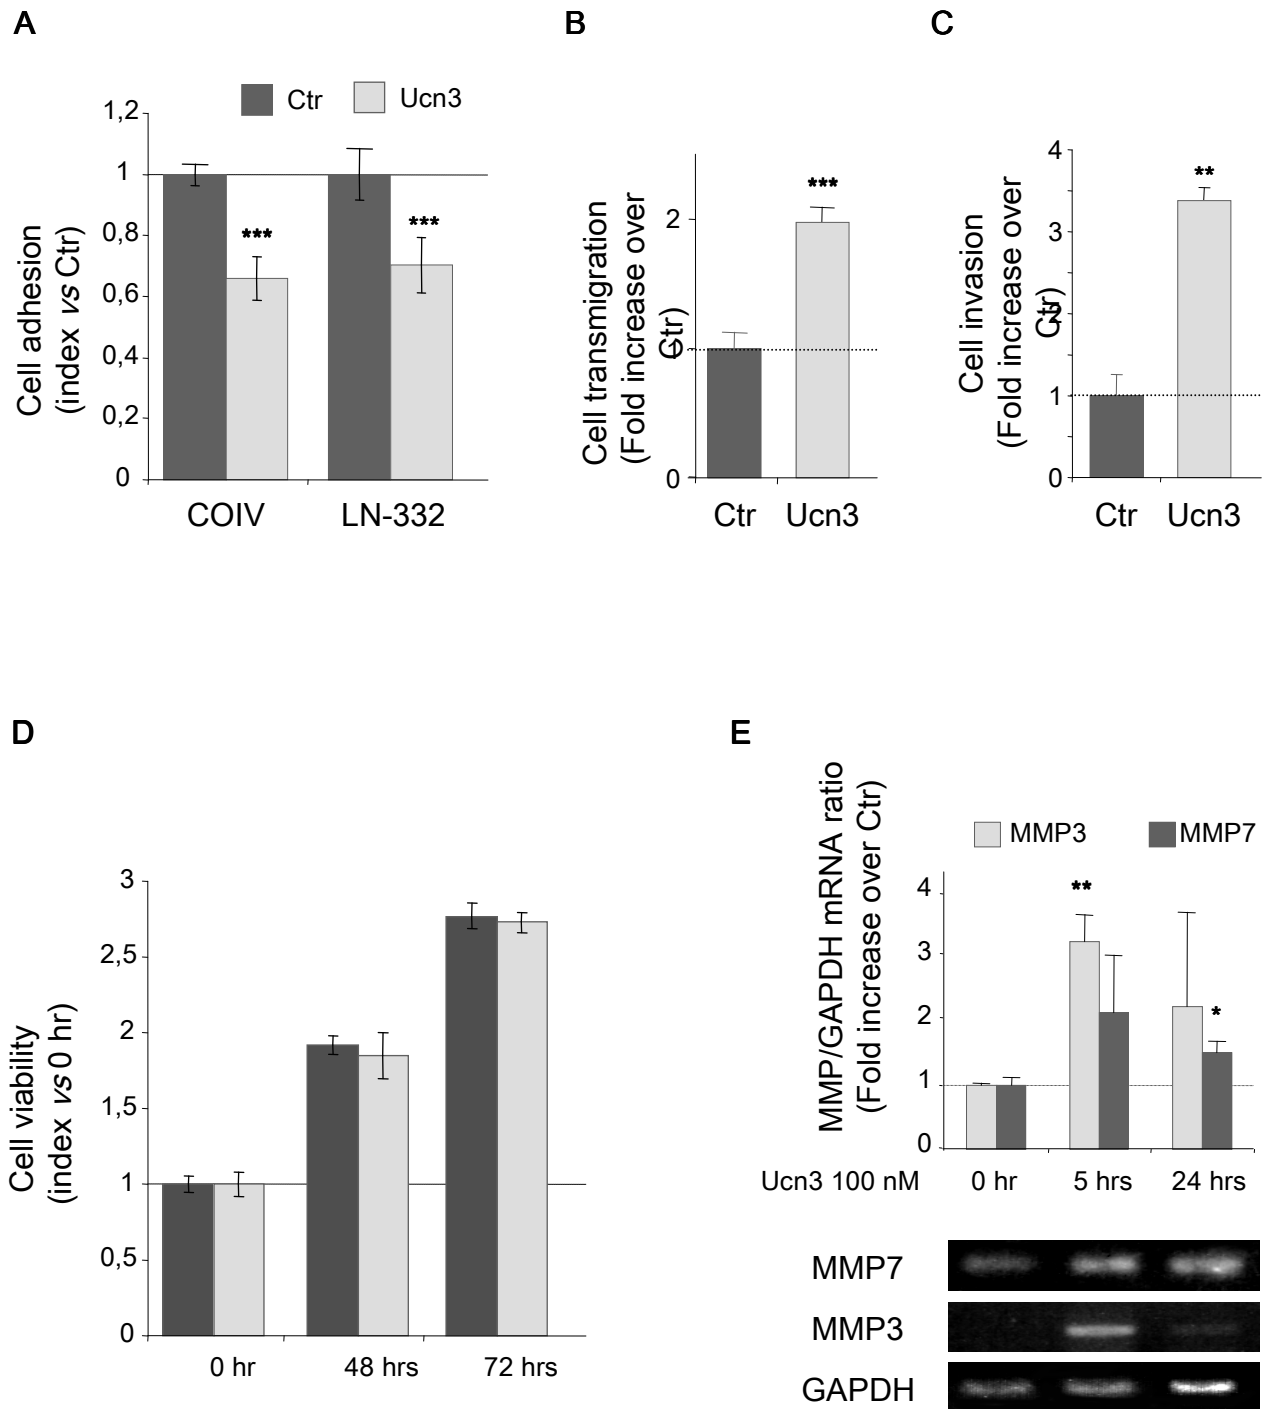 A
Ctr
Ucn3
1,2
1
0,8
0,6
0,4
0,2
0
***
***
Cell adhesion
(index vs Ctr)
COIV
LN-332
B
2
1
0
***
Cell transmigration
(Fold increase over
Ctr)
Ctr
Ucn3
C
4
3
2
1
0
**
Cell invasion
(Fold increase over
Ctr)
Ctr
Ucn3
D
3
2,5
2
1,5
1
0,5
0
Cell viability
(index vs 0 hr)
0 hr
48 hrs
72 hrs
E
MMP3
MMP7
4
3
2
1
0
**
*
MMP/GAPDH mRNA ratio
(Fold increase over Ctr)
Ucn3 100 nM
0 hr
5 hrs
24 hrs
MMP7
MMP3
GAPDH